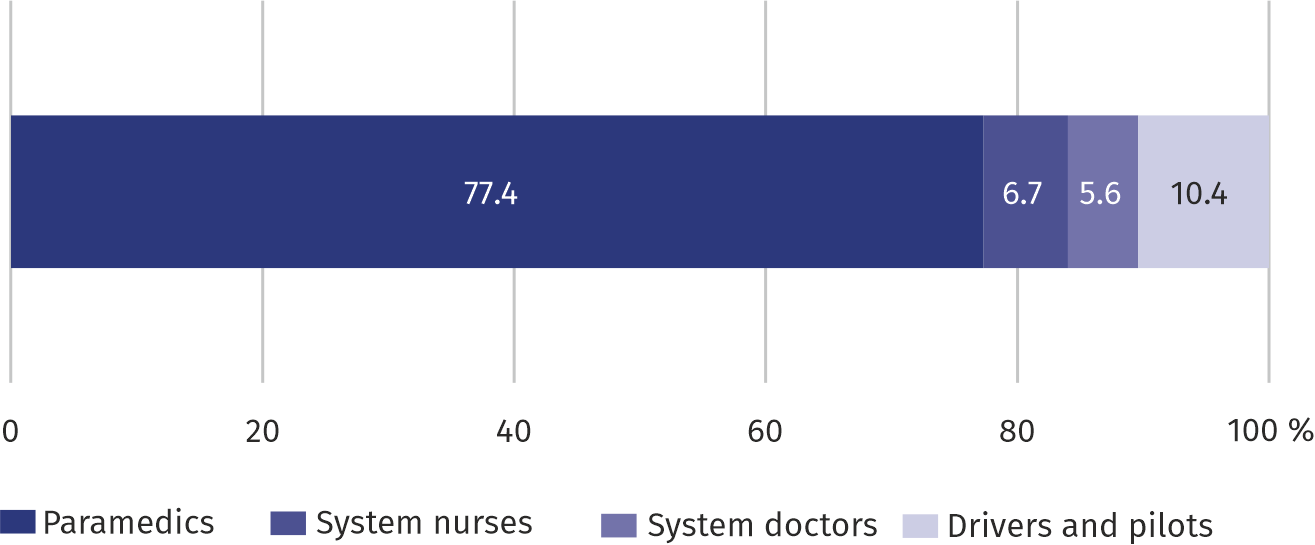 77.4 6.7 5.6 10.4
0 20 40 60 80 100 %
Paramedics System nurses System doctors Drivers and pilots